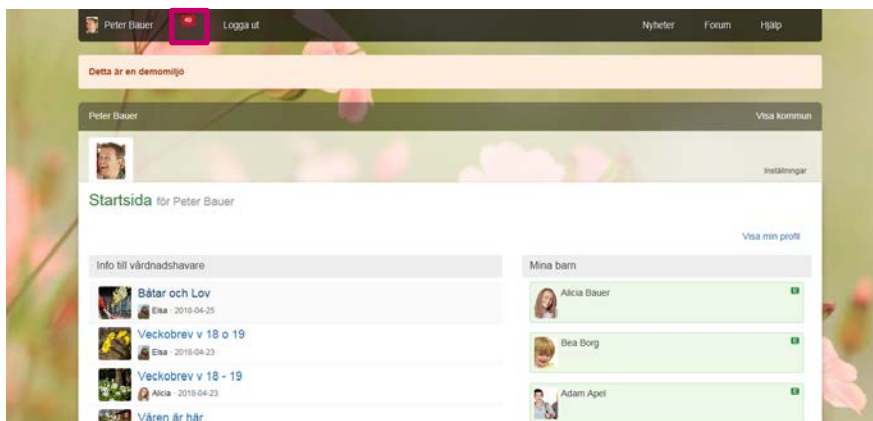 Peter Bauer 40 Logga ut Nyheter Forum Hjälp
Detta är en demomiljö
Peter Bauer Visa kommun
Inställningar
Startsida för Peter Bauer
Visa min profil
Info till vårdnadshavare
Båtar och Lov
Elsa · 2018-04-25
Veckobrev v 18 o 19
Elsa · 2018-04-23
Veckobrev v 18 - 19
Alicia · 2018-04-23
Våren är här
Mina barn
Alicia Bauer
Bea Borg
Adam Apel